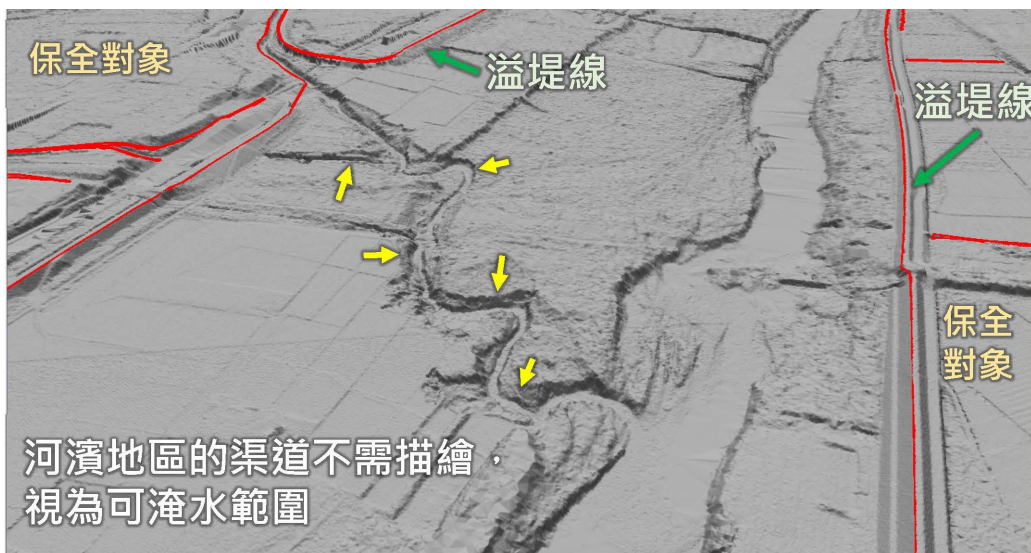 保全對象
溢堤線
溢堤線
保全
對象
河濱地區的渠道不需描繪，
視為可淹水範圍